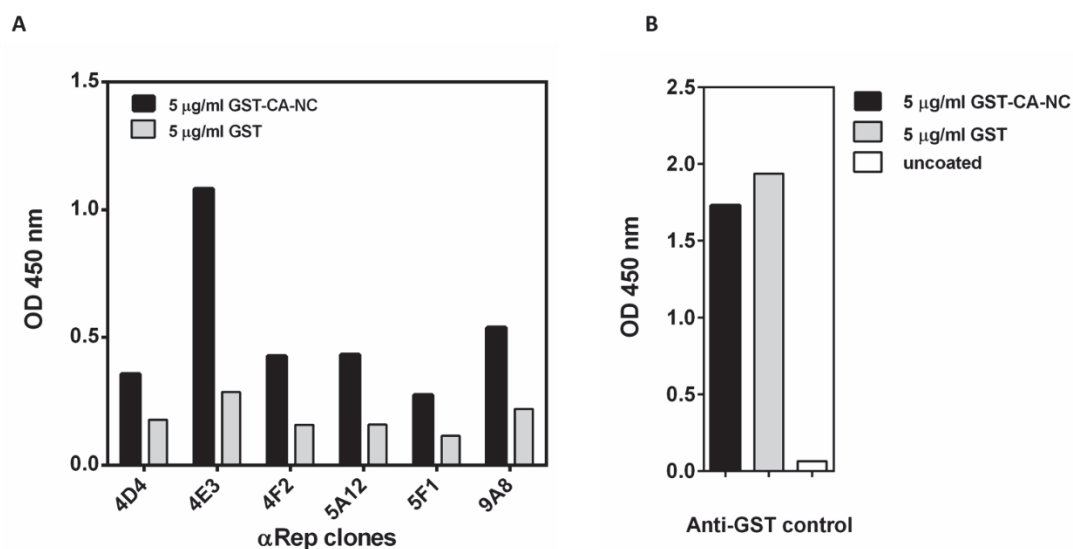 A
B
1.5
1.0
0.5
0.0
OD 450 nm
5 μg/ml GST-CA-NC
5 μg/ml GST
4D4
4E3
4F2
5A12
5F1
9A8
αRep clones
2.5
2.0
1.5
1.0
0.5
0.0
OD 450 nm
5 μg/ml GST-CA-NC
5 μg/ml GST
uncoated
Anti-GST control